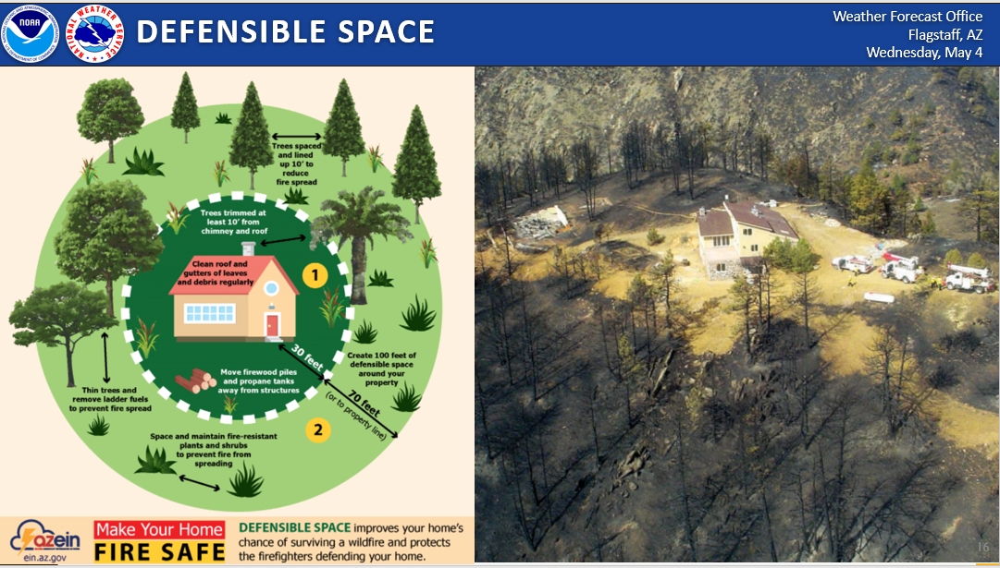 NOAA
NATIONAL WEATHER SERVICE
DEFENSIBLE SPACE
Weather Forecast Office
Flagstaff, AZ
Wednesday, May 4
Trees spaced
and lined
up 10' to
reduce
fire spread
Trees trimmed at
least 10' from
chimney and roof
Clean roof and
gutters of leaves
and debris regularly
1
30 feet
Move firewood piles
and propane tanks
away from structures
Create 100 feet of
defensible space
around your
property
70 feet
(or to property line)
Thin trees and
remove ladder fuels
to prevent fire spread
2
Space and maintain fire-resistant
plants and shrubs
to prevent fire from
spreading
azein
ein.az.gov
Make Your Home
FIRE SAFE
DEFENSIBLE SPACE improves your home's
chance of surviving a wildfire and protects
the firefighters defending your home.
16